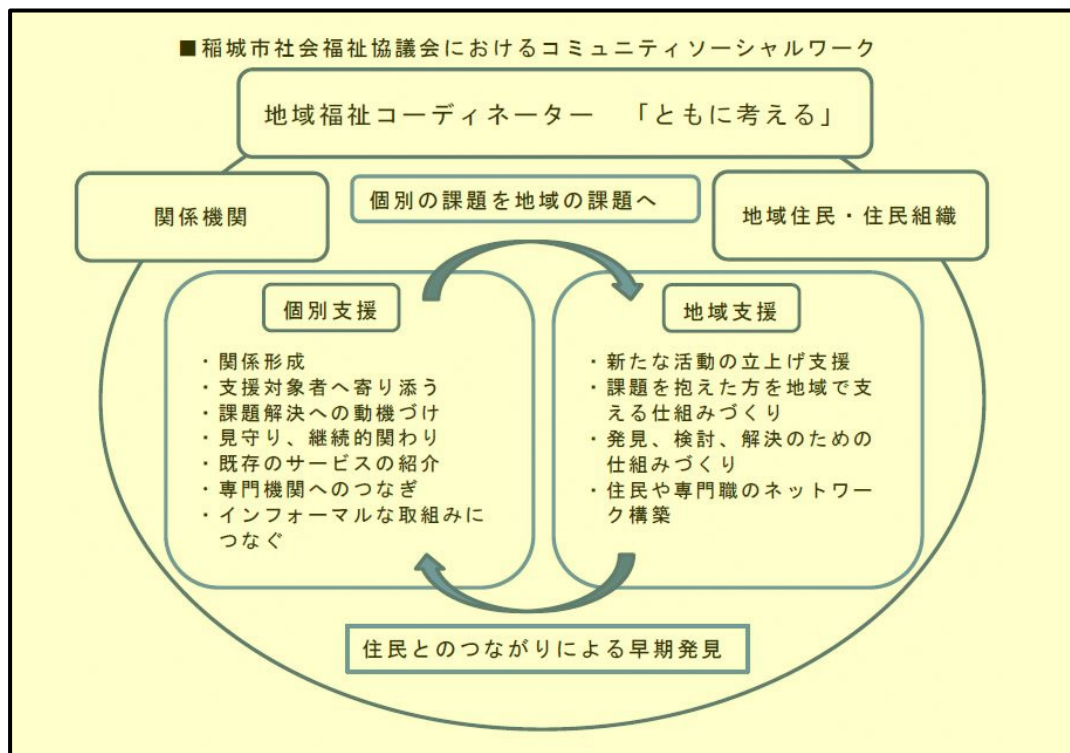 ■稲城市社会福祉協議会におけるコミュニティソーシャルワーク
地域福祉コーディネーター　「ともに考える」
関係機関
個別の課題を地域の課題へ
地域住民・住民組織
個別支援
・関係形成
・支援対象者へ寄り添う
・課題解決への動機づけ
・見守り、継続的関わり
・既存のサービスの紹介
・専門機関へのつなぎ
・インフォーマルな取組みに
つなぐ
地域支援
・新たな活動の立上げ支援
・課題を抱えた方を地域で支
える仕組みづくり
・発見、検討、解決のための
仕組みづくり
・住民や専門職のネットワー
ク構築
住民とのつながりによる早期発見